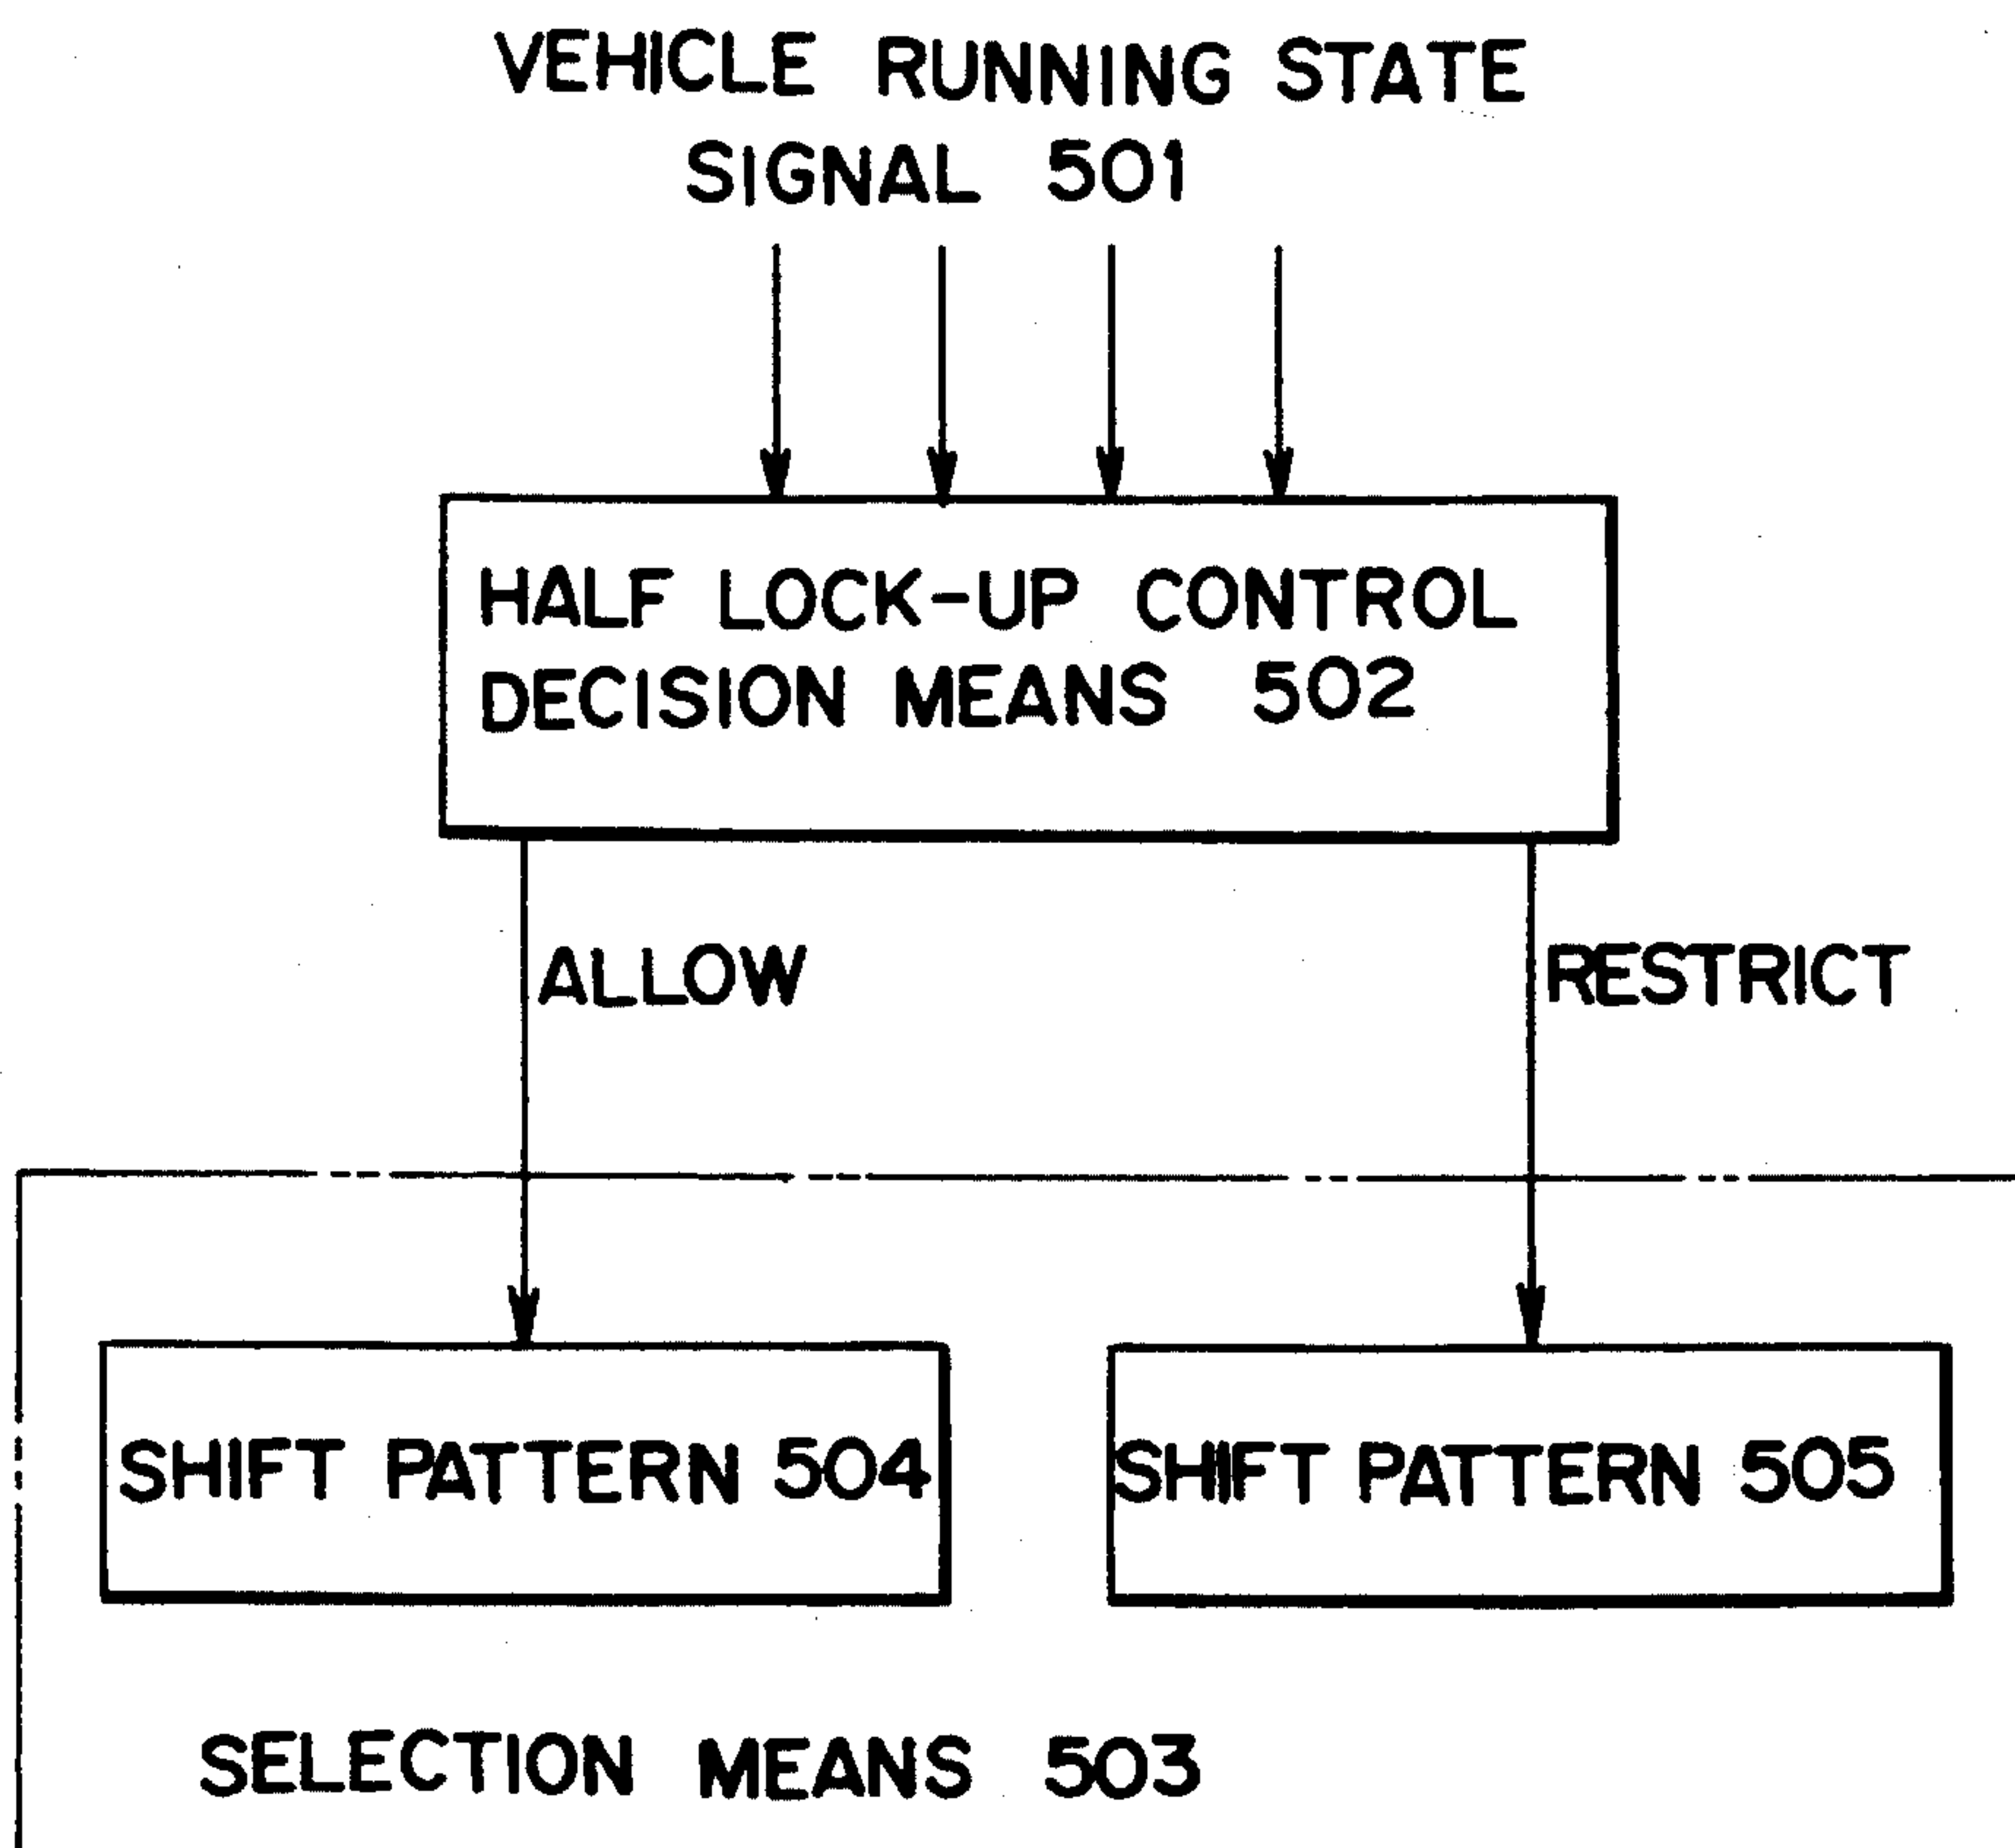 VEHICLE RUNNING STATE
SIGNAL 501
HALF LOCK-UP CONTROL
DECISION MEANS 502
ALLOW
RESTRICT
SHIFT PATTERN 504
SHIFT PATTERN 505
SELECTION MEANS 503